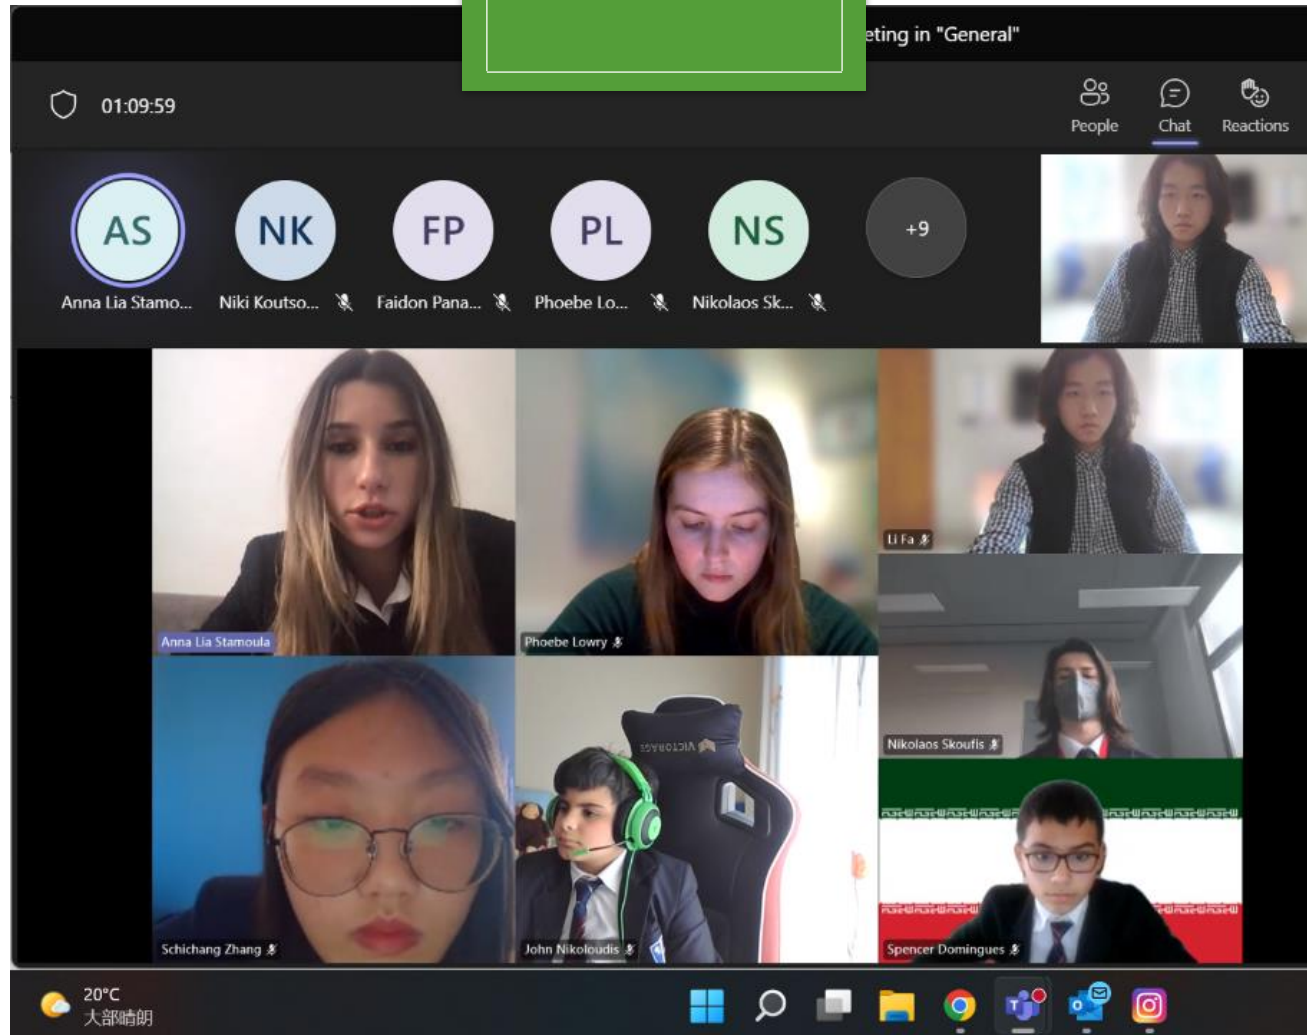 eting in "General"
01:09:59
People
Chat
Reactions
AS
NK
FP
PL
NS
+9
Anna Lia Stamo...
Niki Koutso...
Faidon Pana...
Phoebe Lo...
Nikolaos Sk...
Anna Lia Stamoula
Phoebe Lowry
Li Fa
Nikolaos Skoufis
VICTORAGE
Schichang Zhang
John Nikoloudis
Spencer Domingues
20°C
大部晴朗